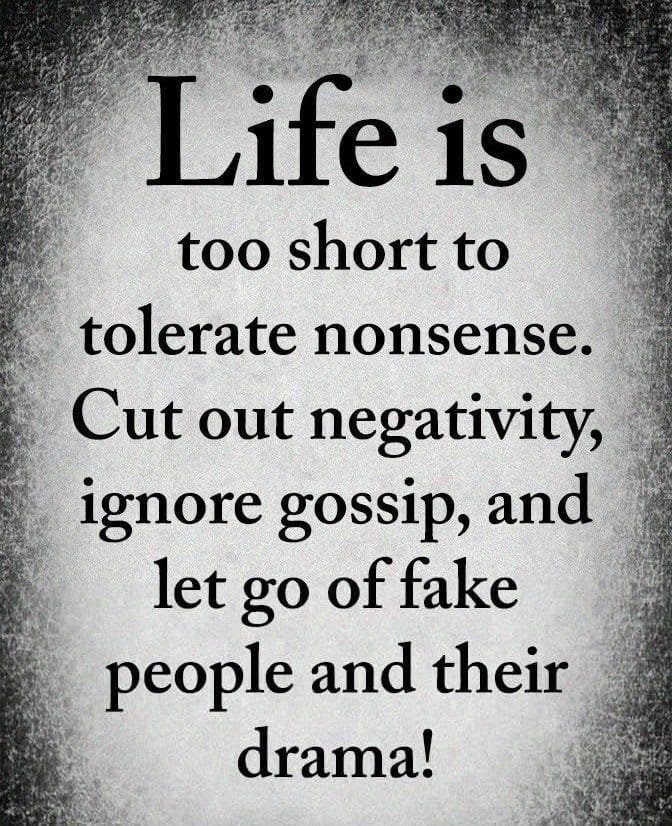 Life is
too short to
tolerate nonsense.
Cut out negativity,
ignore gossip, and
let go of fake
people and their
drama!